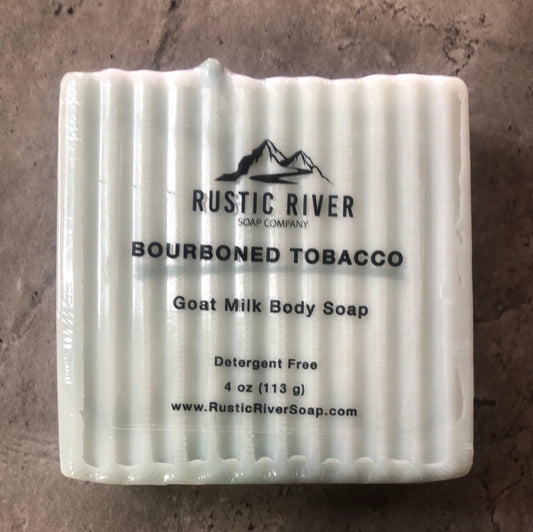 RUSTIC RIVER
SOAP COMPANY
BOURBONED TOBACCO
Goat Milk Body Soap
Detergent Free
4 oz (113 g)
www.RusticRiverSoap.com